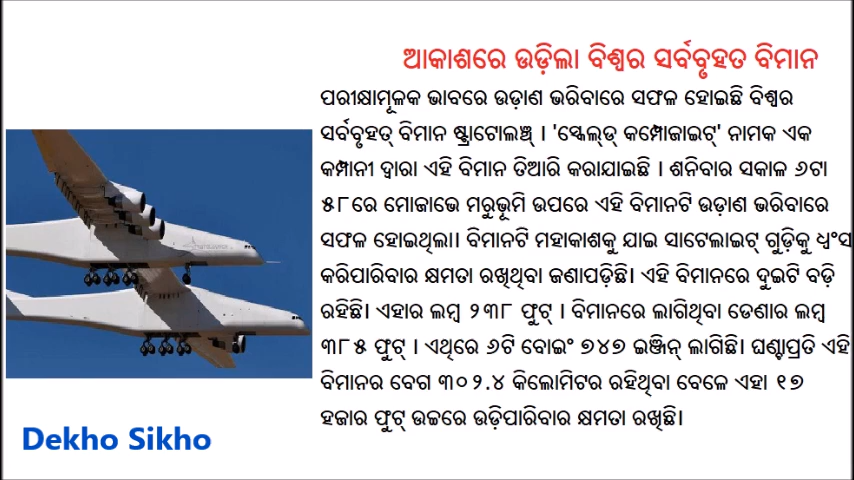 ଆକାଶରେ ଉଡ଼ିଲା ବିଶ୍ୱର ସର୍ବବୃହତ ବିମାନ
ପରୀକ୍ଷାମୂଳକ ଭାବରେ ଉଡ଼ାଣ ଭରିବାରେ ସଫଳ ହୋଇଛି ବିଶ୍ୱର
ସର୍ବବୃହତ୍ ବିମାନ ଷ୍ଟ୍ରାଟୋଲଞ୍ଚ୍ । 'ସ୍କେଲ୍‌ଡ୍ କମ୍ପୋଜାଇଟ୍' ନାମକ ଏକ
କମ୍ପାନୀ ଦ୍ୱାରା ଏହି ବିମାନ ତିଆରି କରାଯାଇଛି । ଶନିବାର ସକାଳ ୬ଟା
୫୮ରେ ମୋଜାଭେ ମରୁଭୂମି ଉପରେ ଏହି ବିମାନଟି ଉଡ଼ାଣ ଭରିବାରେ
ସଫଳ ହୋଇଥିଲା। ବିମାନଟି ମହାକାଶକୁ ଯାଇ ସାଟେଲାଇଟ୍ ଗୁଡ଼ିକୁ ଧ୍ୱଂସ
କରିପାରିବାର କ୍ଷମତା ରଖିଥିବା ଜଣାପଡ଼ିଛି। ଏହି ବିମାନରେ ଦୁଇଟି ବଡ଼ି
ରହିଛି। ଏହାର ଲମ୍ବ ୨୩୮ ଫୁଟ୍ । ବିମାନରେ ଲାଗିଥିବା ଡେଣାର ଲମ୍ବ
୩୮୫ ଫୁଟ୍ । ଏଥିରେ ୬ଟି ବୋଇଂ ୭୪୭ ଇଞ୍ଜିନ୍ ଲାଗିଛି। ଘଣ୍ଟାପ୍ରତି ଏହି
ବିମାନର ବେଗ ୩୦୨.୪ କିଲୋମିଟର ରହିଥିବା ବେଳେ ଏହା ୧୭
ହଜାର ଫୁଟ୍ ଉଚ୍ଚରେ ଉଡ଼ିପାରିବାର କ୍ଷମତା ରଖିଛି।
Dekho Sikho